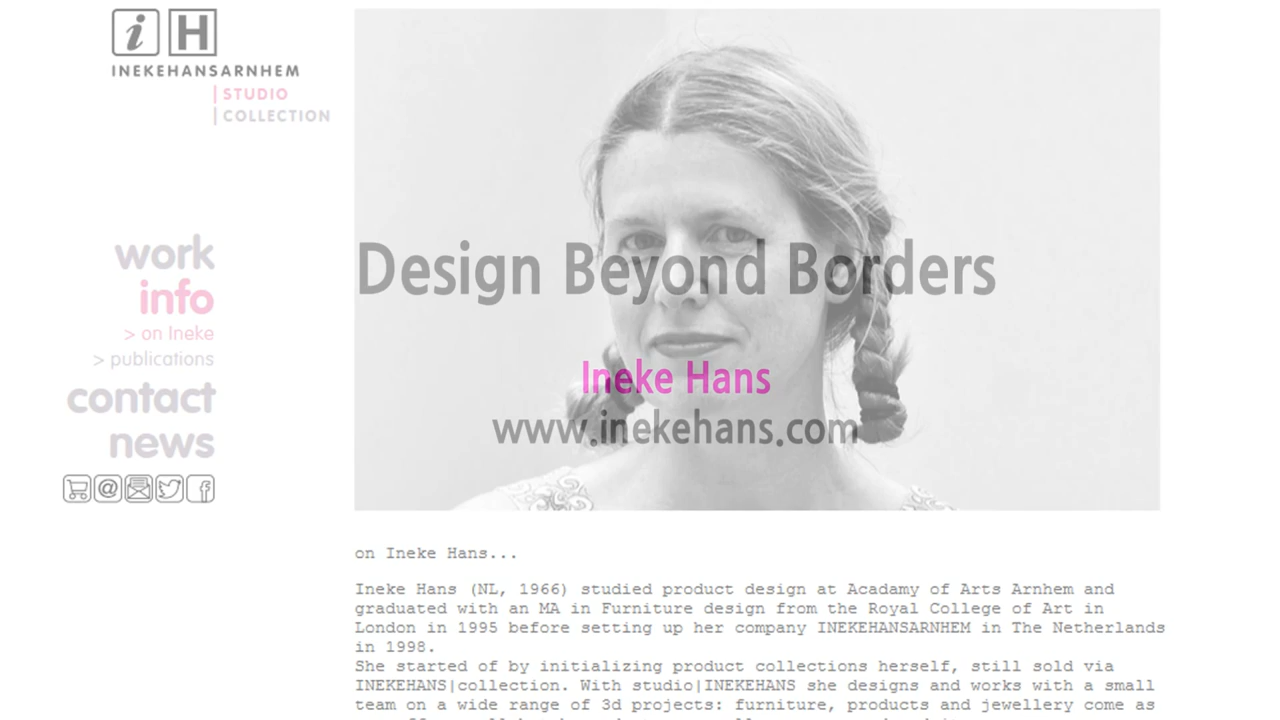 iH
INEKEHANSARNHEM
|STUDIO
|COLLECTION
work
info
> on Ineke
> publications
contact
news
Design Beyond Borders
Ineke Hans
www.inekehans.com
on Ineke Hans...
Ineke Hans (NL, 1966) studied product design at Acadamy of Arts Arnhem and
graduated with an MA in Furniture design from the Royal College of Art in
London in 1995 before setting up her company INEKEHANSARNHEM in The Netherlands
in 1998.
She started of by initializing product collections herself, still sold via
INEKEHANS|collection. With studio|INEKEHANS she designs and works with a small
team on a wide range of 3d projects: furniture, products and jewellery come as